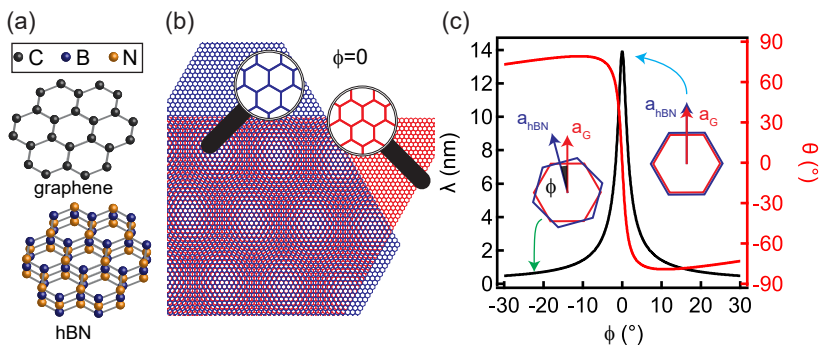 (a)
C B N
graphene
hBN
(b)
ϕ=0
(c)
14
12
10
8
6
4
2
0
λ (nm)
-30 -20 -10 0 10 20 30
ϕ (°)
90
60
30
0
-30
-60
-90
θ (°)
a_hBN a_G
ϕ
a_hBN a_G